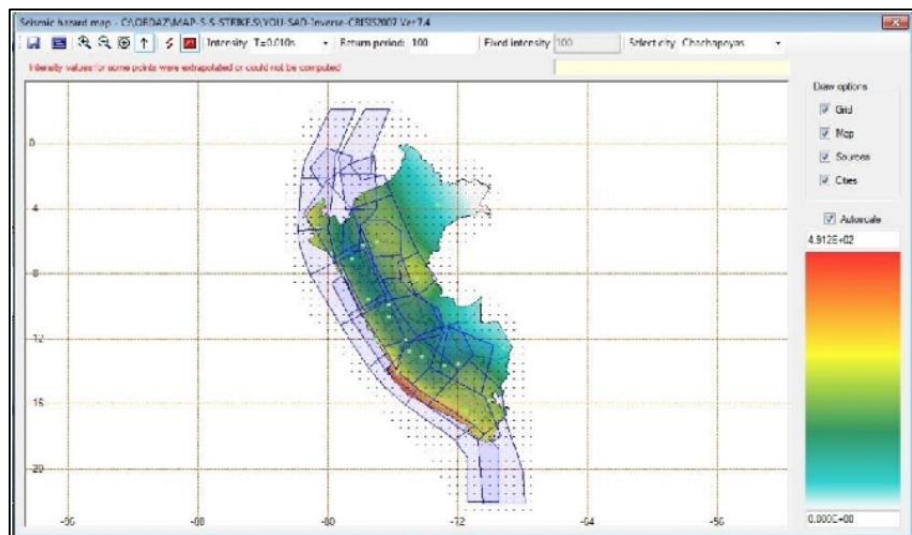 Seismic hazard map - C:\ORDAZ\MAP-S-S-STRIKE.S\YOU-SAD-Inverse-CRISIS2007 Ver 7.4
Intensity T=0.010s Return period: 100 Fixed intensity 100 Select city Chachapoyas
Intensity values for some points were extrapolated or could not be computed
Draw options
Grid
Map
Sources
Cities
Autoscale
4.912E+02
0
4
8
12
16
20
-96 -88 -80 -72 -64 -56
0.000E+00